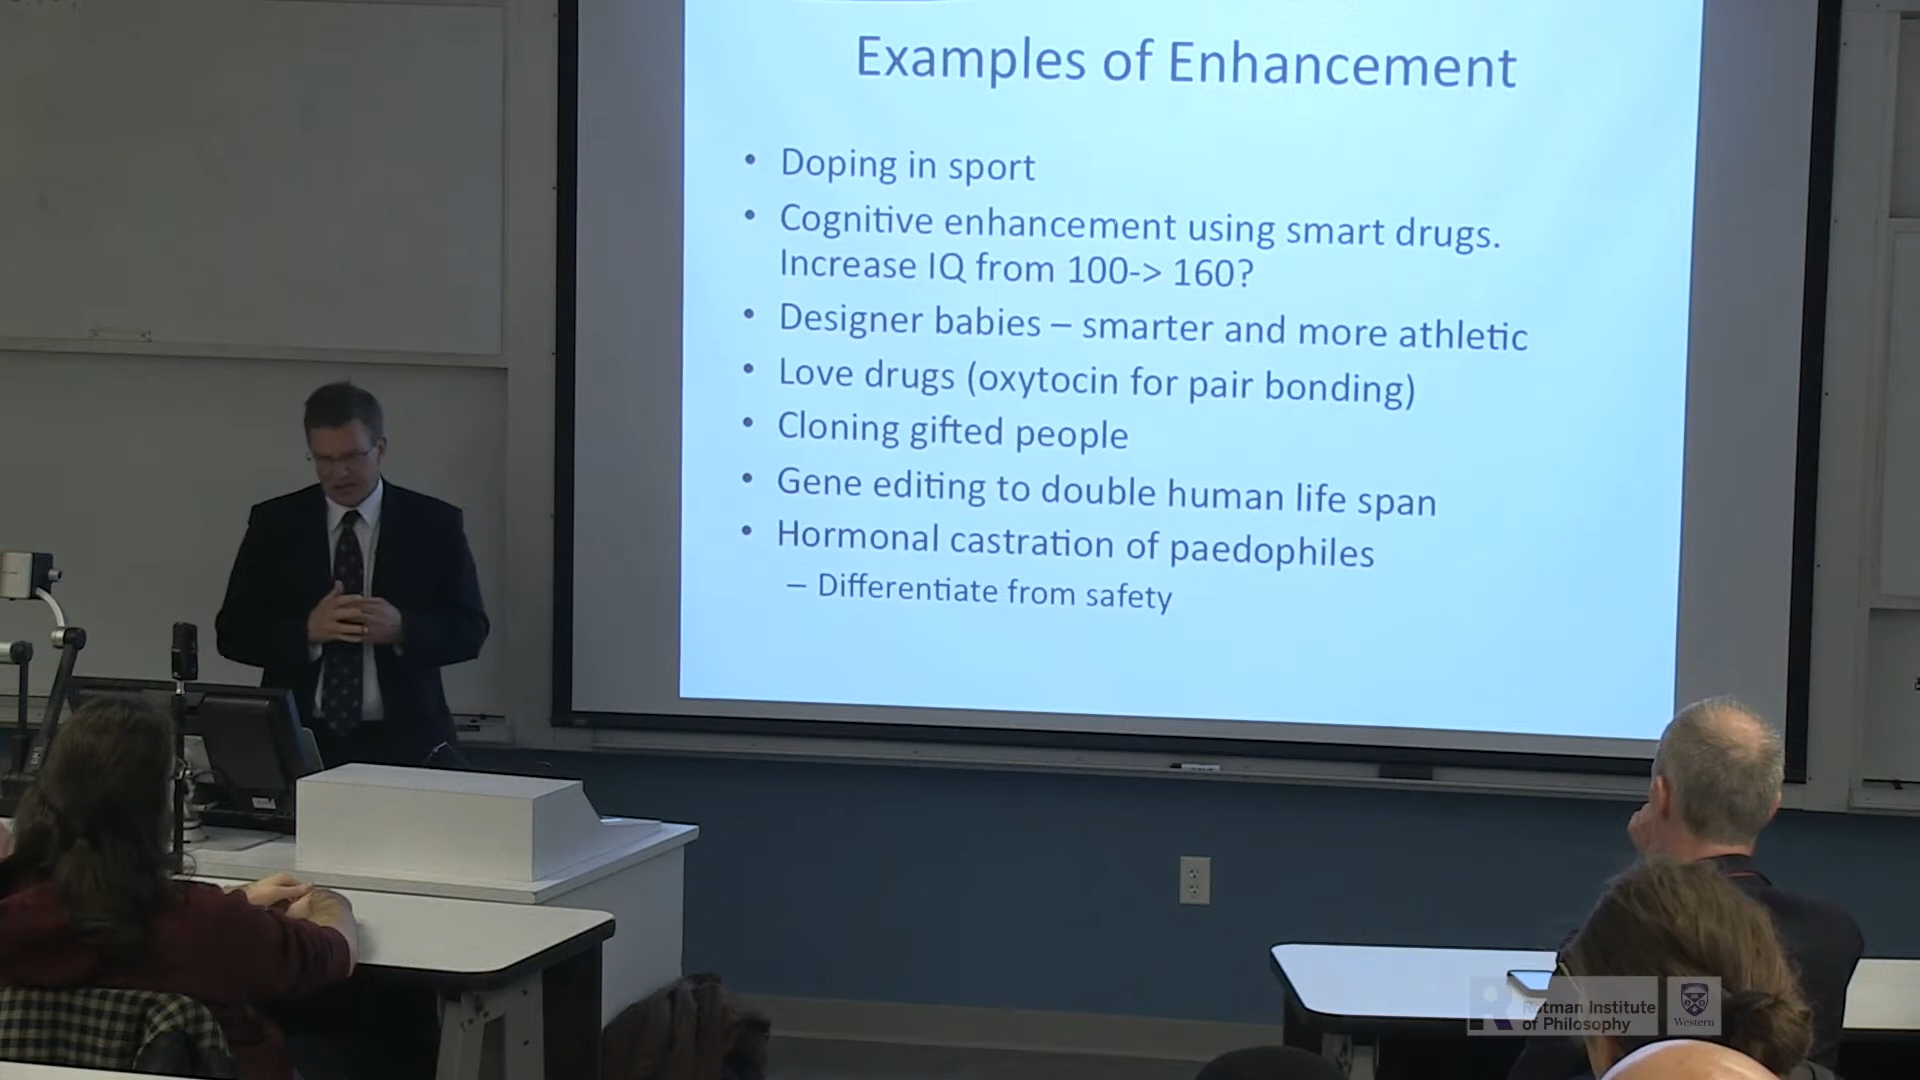 Examples of Enhancement
• Doping in sport
• Cognitive enhancement using smart drugs.
Increase IQ from 100-> 160?
• Designer babies – smarter and more athletic
• Love drugs (oxytocin for pair bonding)
• Cloning gifted people
• Gene editing to double human life span
• Hormonal castration of paedophiles
– Differentiate from safety
Rotman Institute
of Philosophy
Western